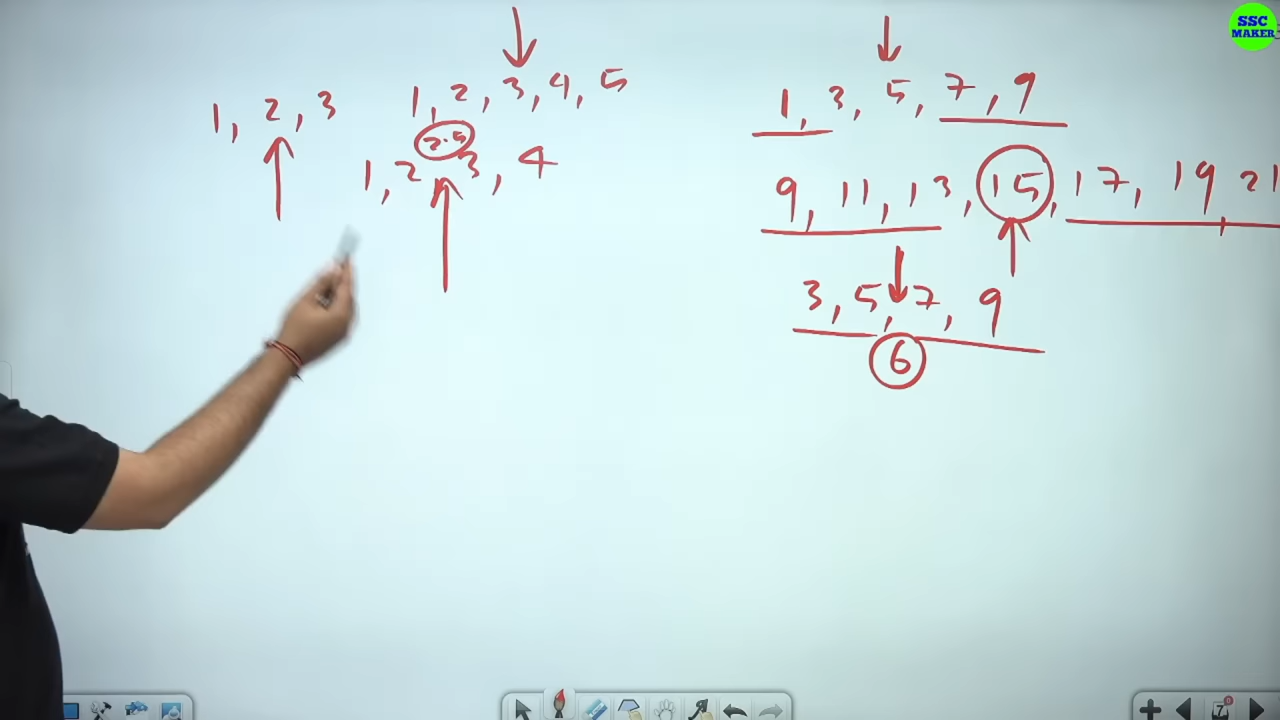 SSC
MAKER
1, 2, 3
1, 2, 3, 4, 5
2.5
1, 2 3, 4
1, 3, 5, 7, 9
9, 11, 13, 15, 17, 19, 21
3, 5, 7, 9
6